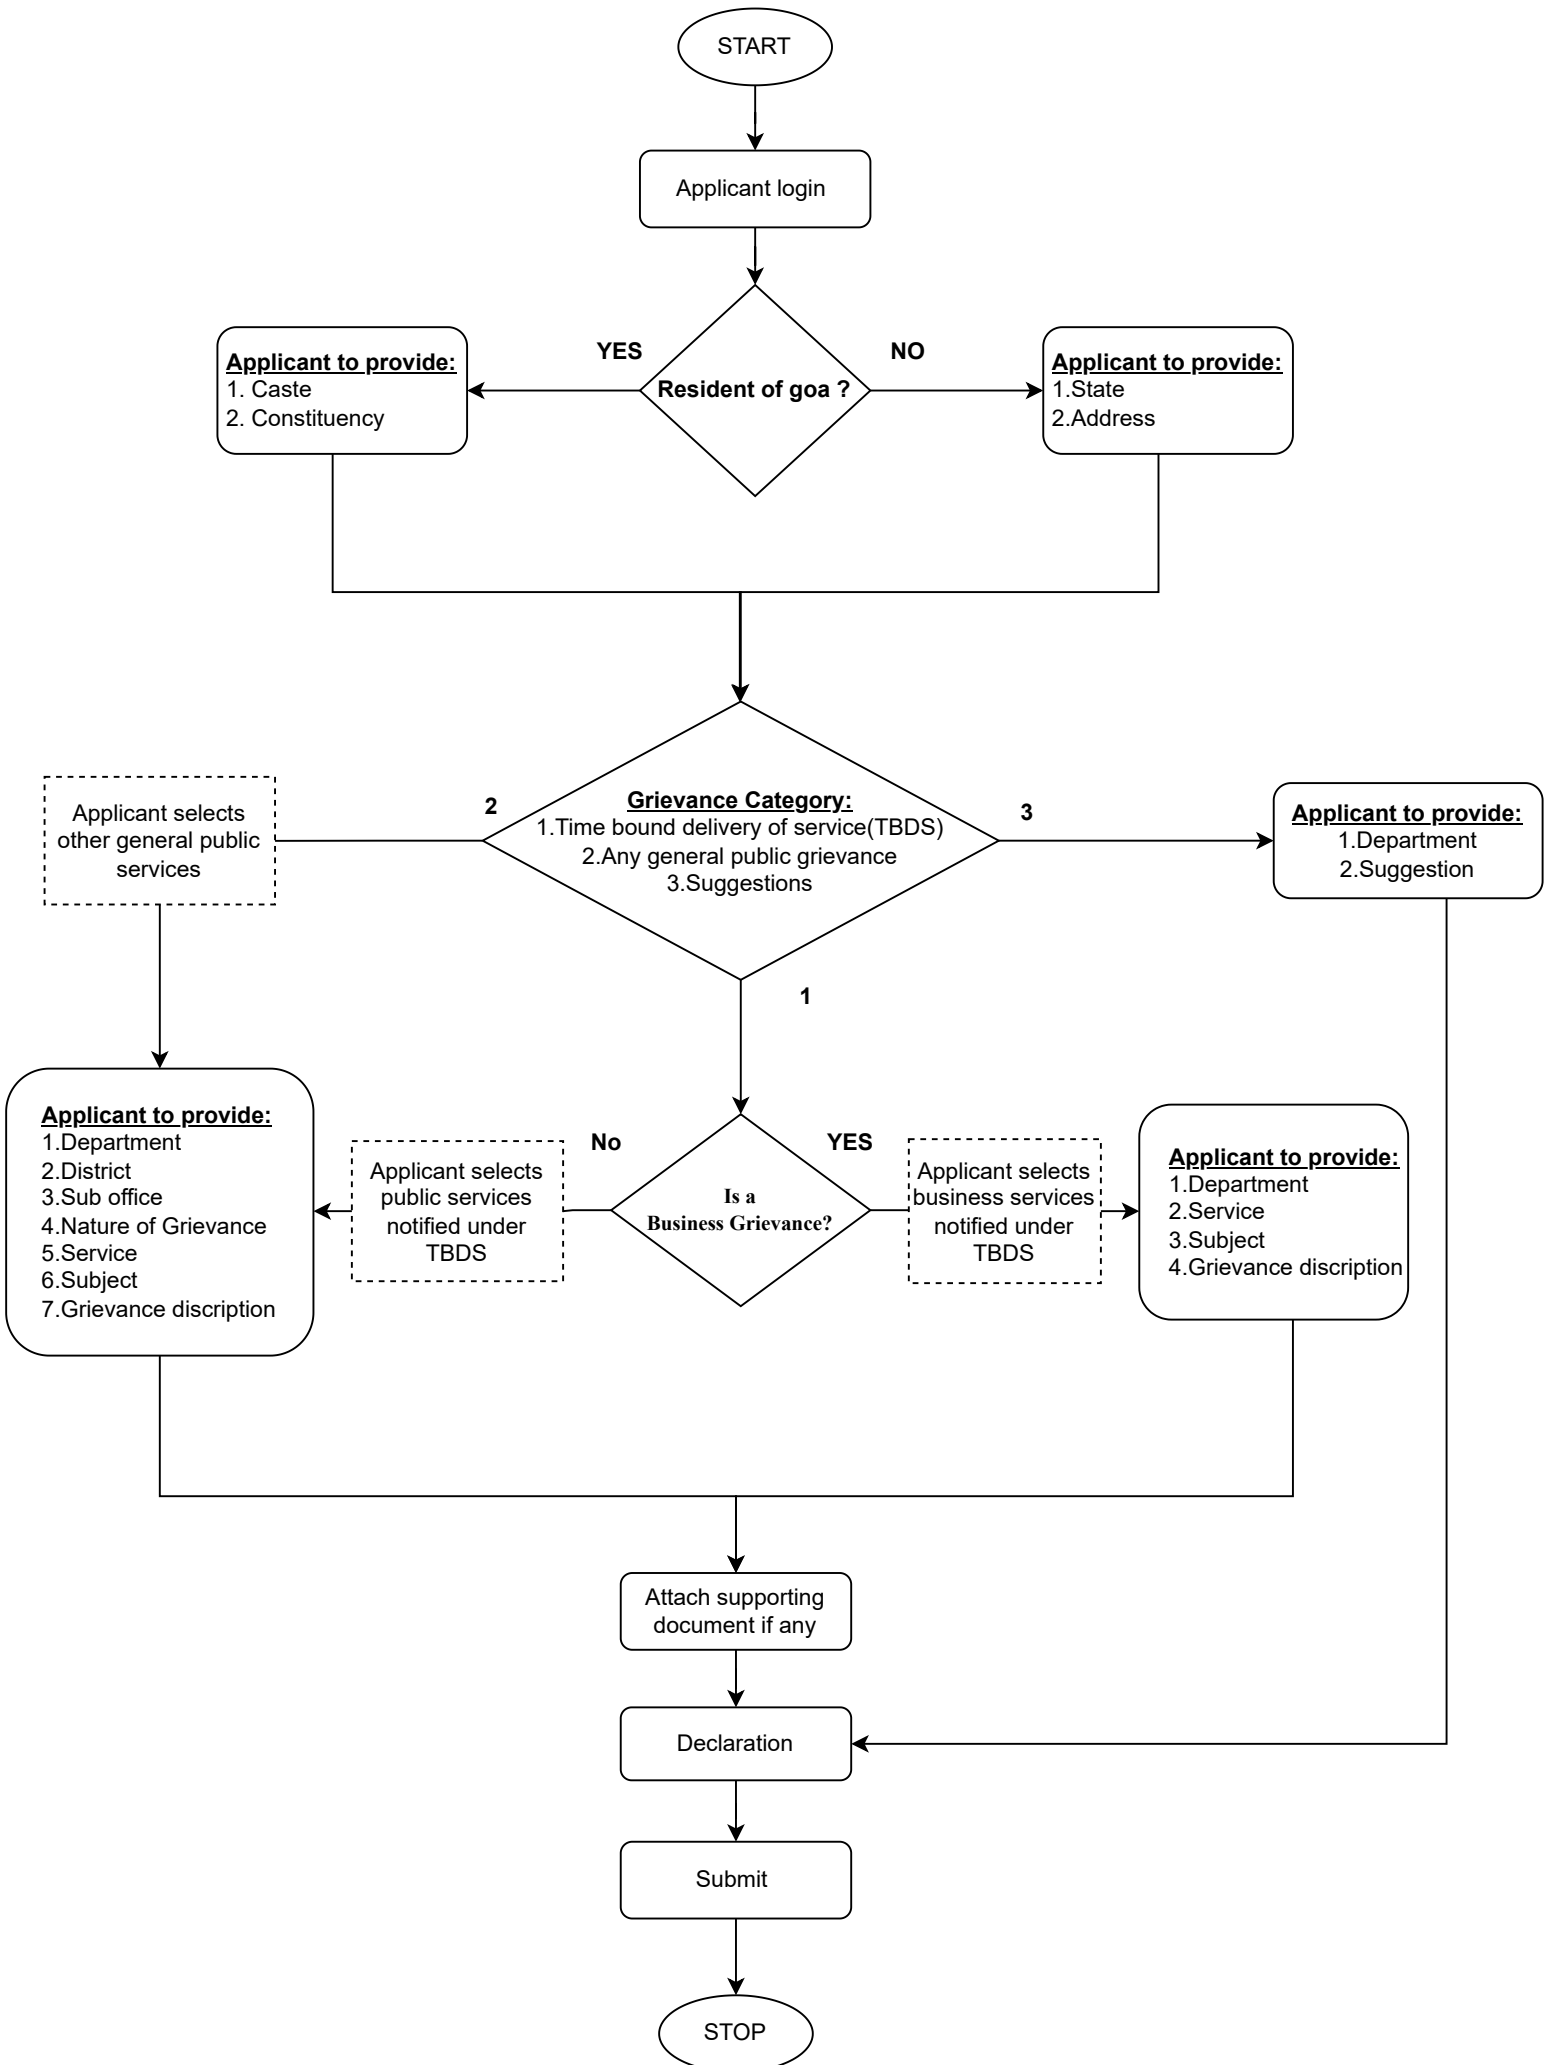 START
Applicant login
YES
NO
Applicant to provide:
1. Caste
2. Constituency
Resident of goa ?
Applicant to provide:
1.State
2.Address
Applicant selects
other general public
services
2
Grievance Category:
1.Time bound delivery of service(TBDS)
2.Any general public grievance
3.Suggestions
3
Applicant to provide:
1.Department
2.Suggestion
1
Applicant to provide:
1.Department
2.District
3.Sub office
4.Nature of Grievance
5.Service
6.Subject
7.Grievance discription
Applicant selects
public services
notified under
TBDS
No
Is a
Business Grievance?
YES
Applicant selects
business services
notified under
TBDS
Applicant to provide:
1.Department
2.Service
3.Subject
4.Grievance discription
Attach supporting
document if any
Declaration
Submit
STOP